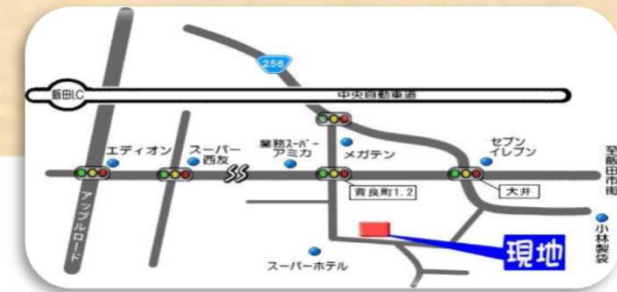 256
飯田I.C
中央自動車道
エディオン
スーパー
西友
業務スーパー
アミカ
メガテン
セブン
イレブン
至飯田市街
育良町1.2
大井
アップルロード
スーパーホテル
現地
小林製袋